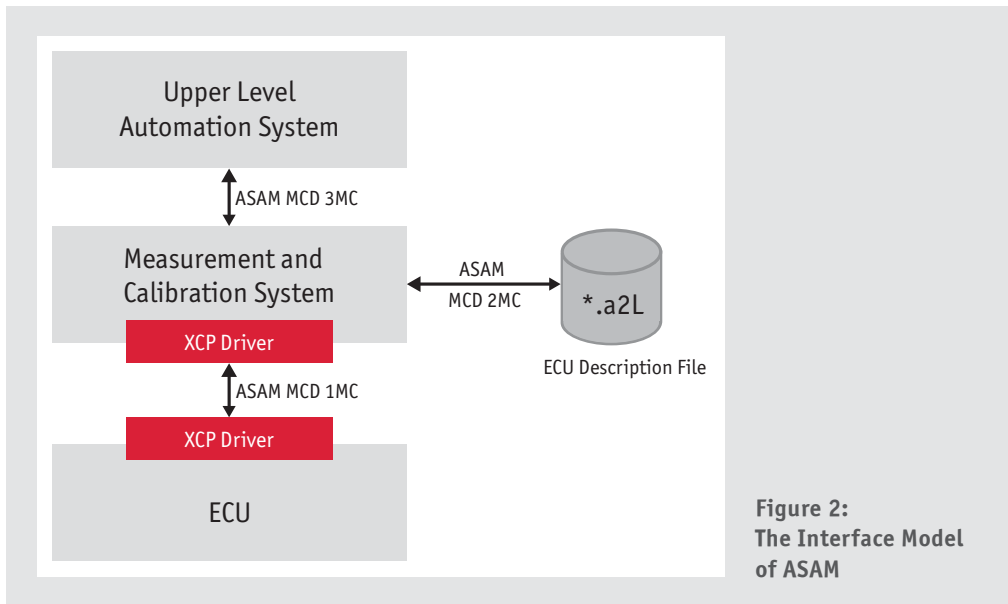 Upper Level
Automation System
ASAM MCD 3MC
Measurement and
Calibration System
ASAM
MCD 2MC
*.a2L
ECU Description File
XCP Driver
ASAM MCD 1MC
XCP Driver
ECU
Figure 2:
The Interface Model
of ASAM